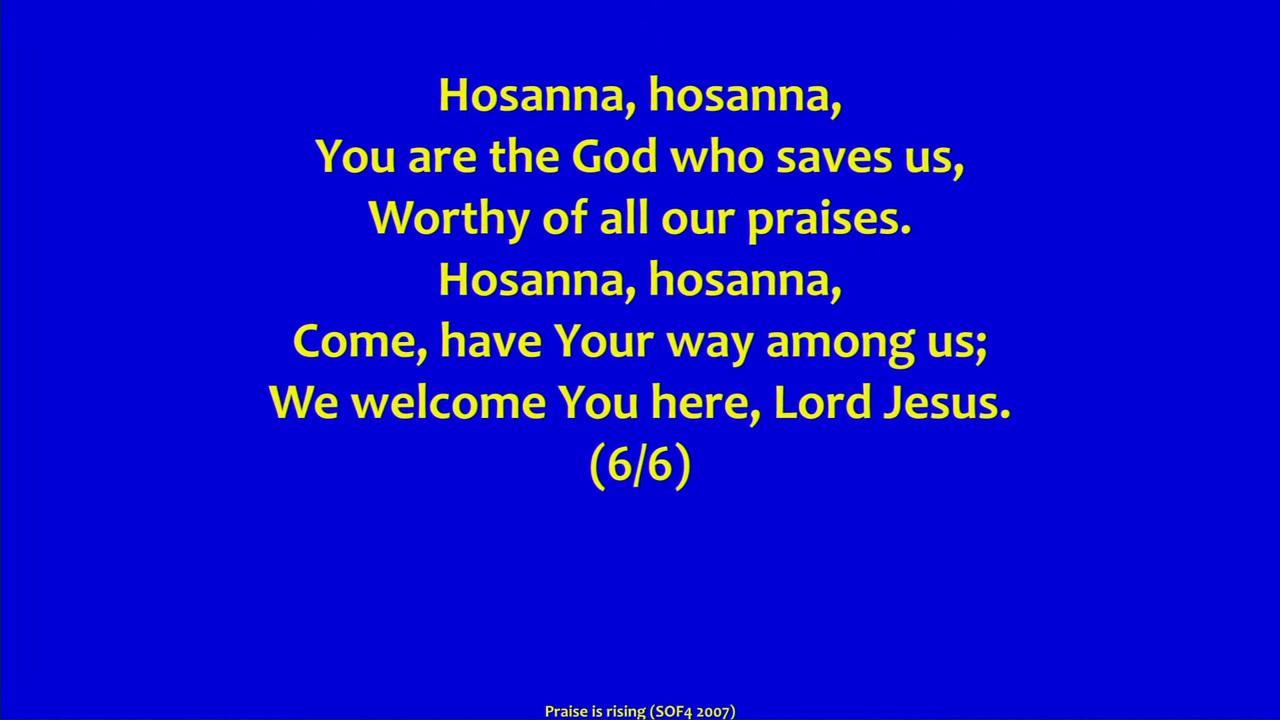 Hosanna, hosanna,
You are the God who saves us,
Worthy of all our praises.
Hosanna, hosanna,
Come, have Your way among us;
We welcome You here, Lord Jesus.
(6/6)
Praise is rising (SOF4 2007)